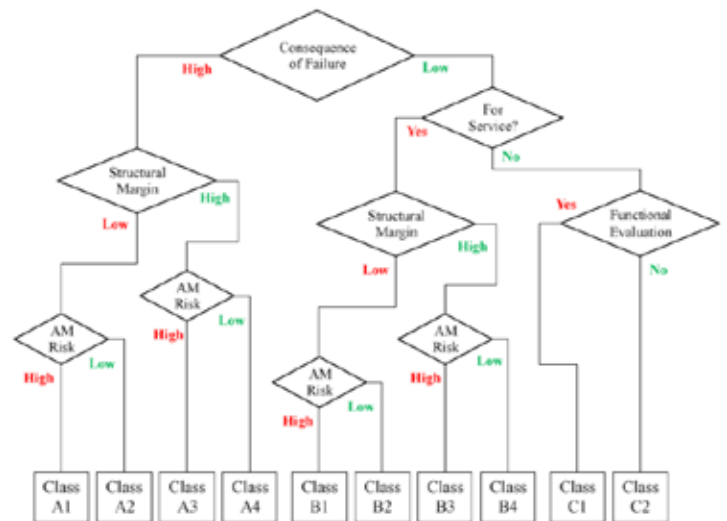 Consequence
of Failure
High
Low
For
Service?
Yes
No
Structural
Margin
High
Low
Structural
Margin
High
Low
Yes
Functional
Evaluation
No
AM
Risk
High
Low
AM
Risk
High
Low
AM
Risk
High
Low
AM
Risk
High
Low
Class
A1
Class
A2
Class
A3
Class
A4
Class
B1
Class
B2
Class
B3
Class
B4
Class
C1
Class
C2